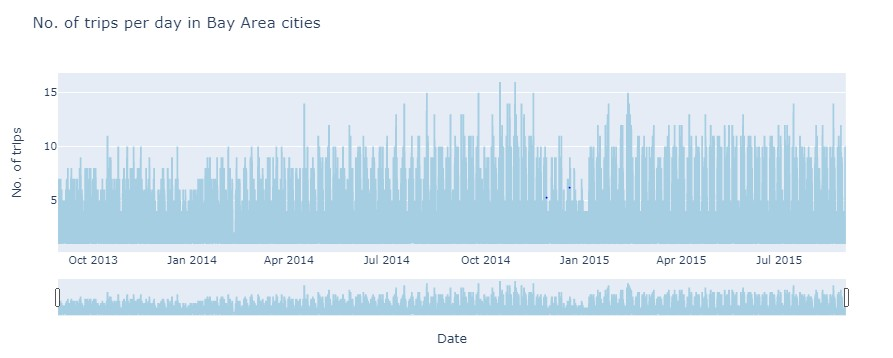 No. of trips per day in Bay Area cities
No. of trips
15
10
5
Oct 2013
Jan 2014
Apr 2014
Jul 2014
Oct 2014
Jan 2015
Apr 2015
Jul 2015
Date